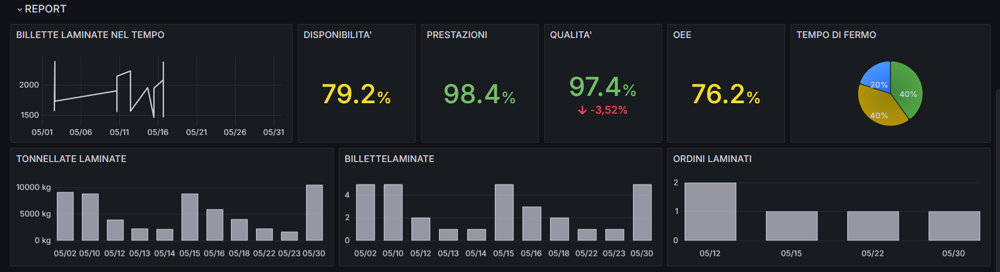 REPORT
BILLETTE LAMINATE NEL TEMPO
2000
1500
05/01 05/06 05/11 05/16 05/21 05/26 05/31
DISPONIBILITA'
79.2%
PRESTAZIONI
98.4%
QUALITA'
97.4%
-3,52%
OEE
76.2%
TEMPO DI FERMO
20%
40%
40%
TONNELLATE LAMINATE
10000 kg
5000 kg
0 kg
05/02 05/10 05/12 05/13 05/14 05/15 05/16 05/18 05/22 05/23 05/30
BILLETTELAMINATE
4
2
0
05/02 05/10 05/12 05/13 05/14 05/15 05/16 05/18 05/22 05/23 05/30
ORDINI LAMINATI
2
1
0
05/12 05/15 05/22 05/30